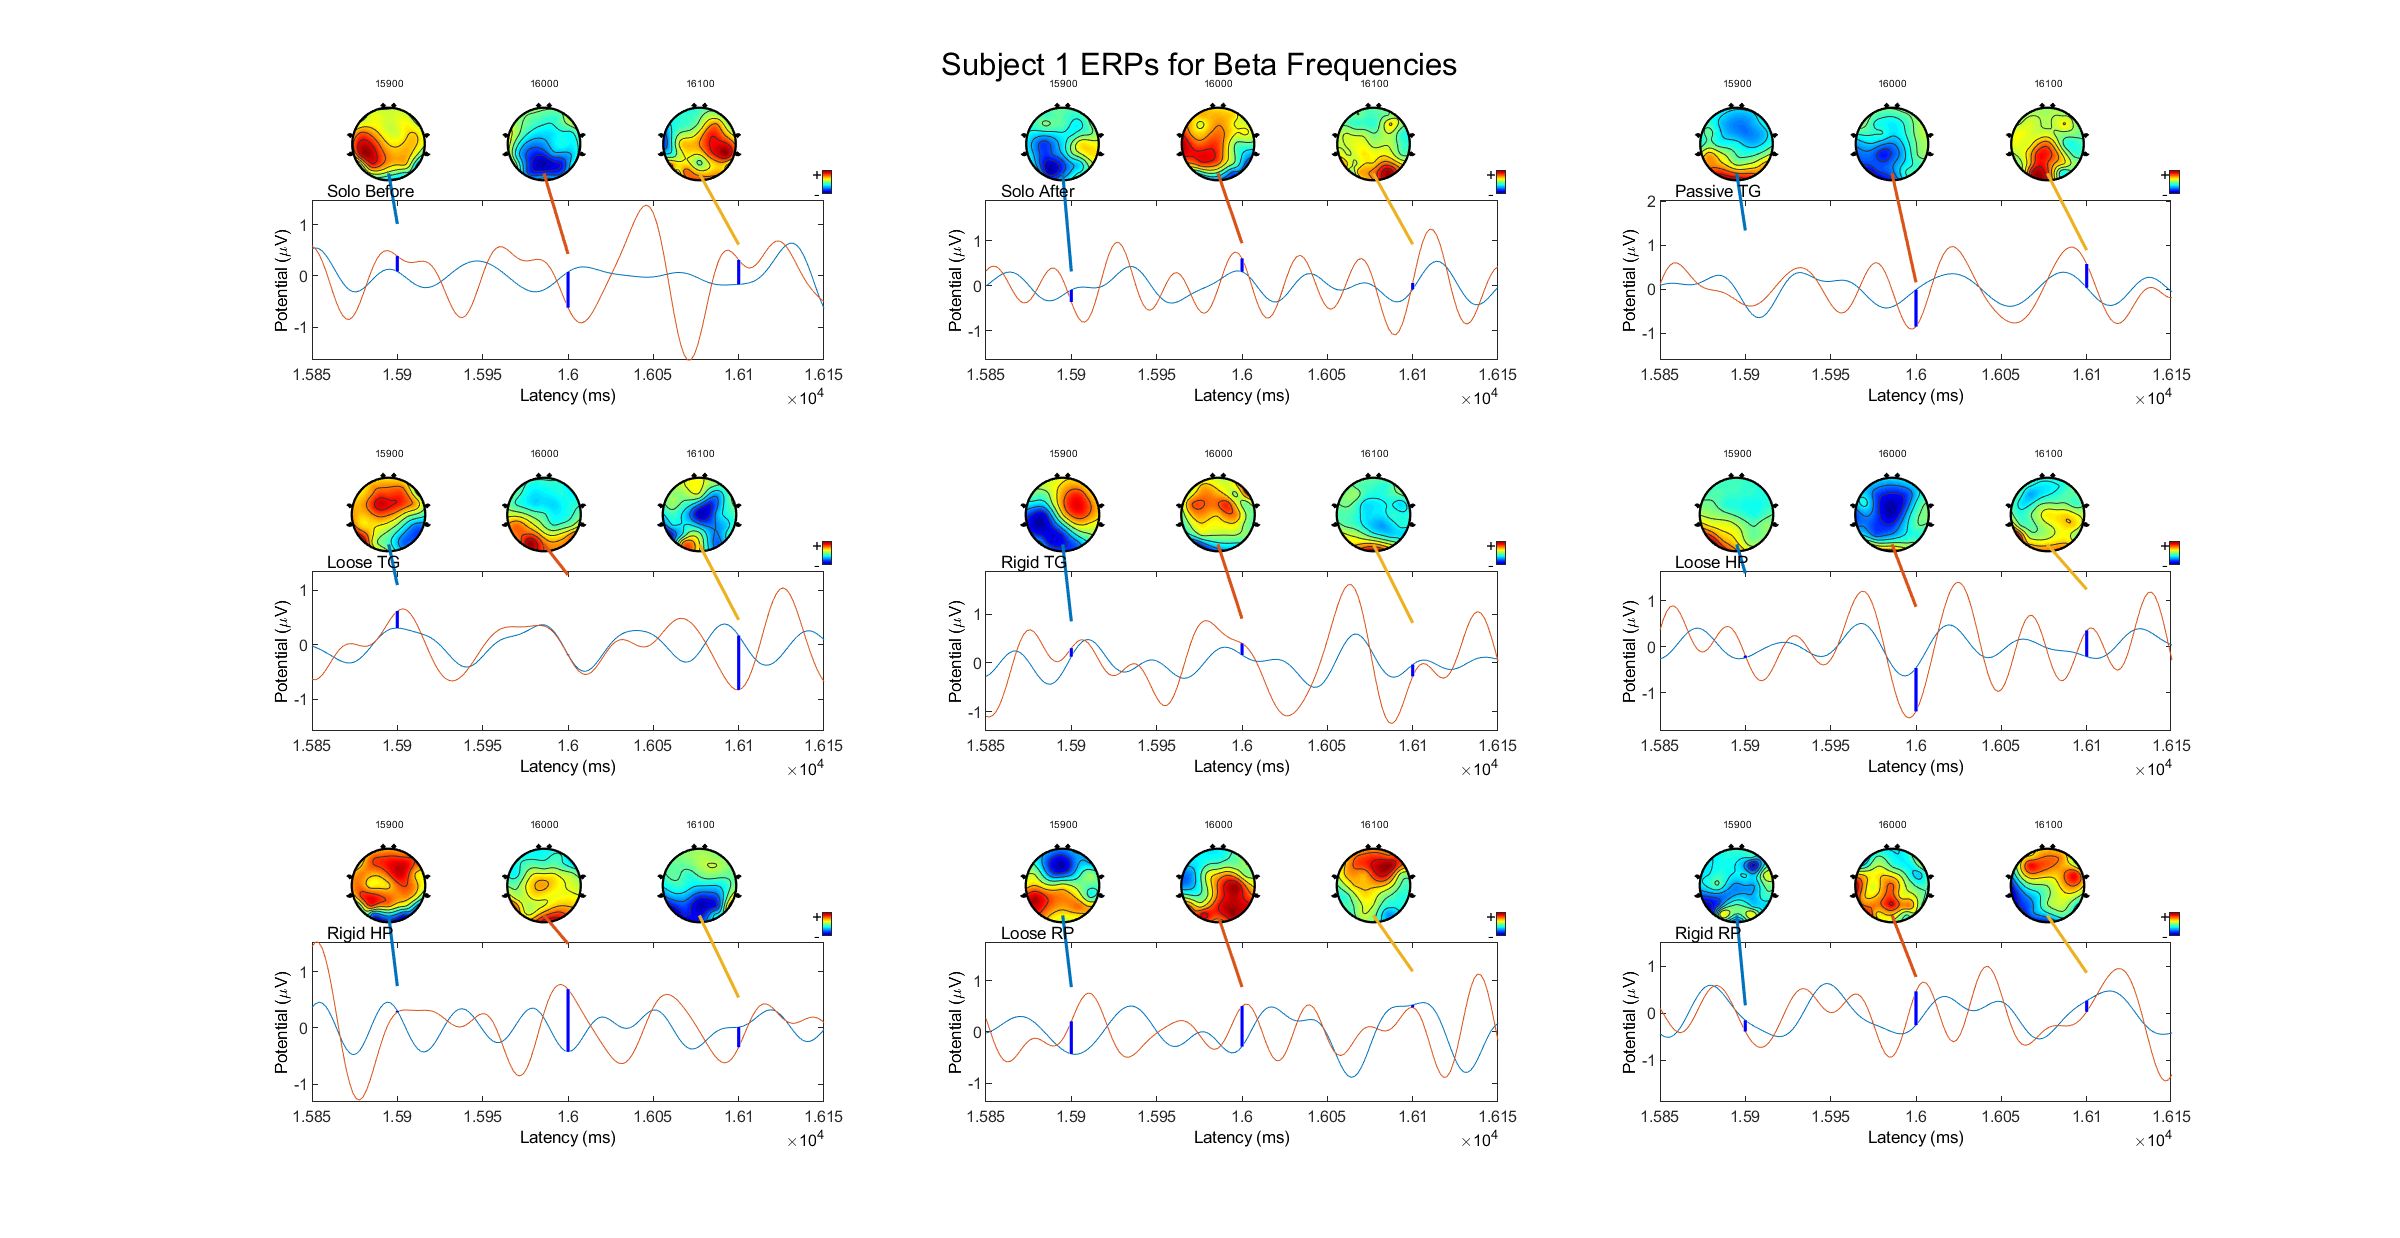 Subject 1 ERPs for Beta Frequencies
15900 16000 16100
15900 16000 16100
15900 16000 16100
+
-
+
-
+
-
Solo Before
Solo After
Passive TG
Potential (μV)
1
0
-1
1.585 1.59 1.595 1.6 1.605 1.61 1.615
Latency (ms)
×10^4
Potential (μV)
1
0
-1
1.585 1.59 1.595 1.6 1.605 1.61 1.615
Latency (ms)
×10^4
Potential (μV)
2
1
0
-1
1.585 1.59 1.595 1.6 1.605 1.61 1.615
Latency (ms)
×10^4
15900 16000 16100
15900 16000 16100
15900 16000 16100
+
-
+
-
+
-
Loose TG
Rigid TG
Loose HP
Potential (μV)
1
0
-1
1.585 1.59 1.595 1.6 1.605 1.61 1.615
Latency (ms)
×10^4
Potential (μV)
1
0
-1
1.585 1.59 1.595 1.6 1.605 1.61 1.615
Latency (ms)
×10^4
Potential (μV)
1
0
-1
1.585 1.59 1.595 1.6 1.605 1.61 1.615
Latency (ms)
×10^4
15900 16000 16100
15900 16000 16100
15900 16000 16100
+
-
+
-
+
-
Rigid HP
Loose RP
Rigid RP
Potential (μV)
1
0
-1
1.585 1.59 1.595 1.6 1.605 1.61 1.615
Latency (ms)
×10^4
Potential (μV)
1
0
-1
1.585 1.59 1.595 1.6 1.605 1.61 1.615
Latency (ms)
×10^4
Potential (μV)
1
0
-1
1.585 1.59 1.595 1.6 1.605 1.61 1.615
Latency (ms)
×10^4